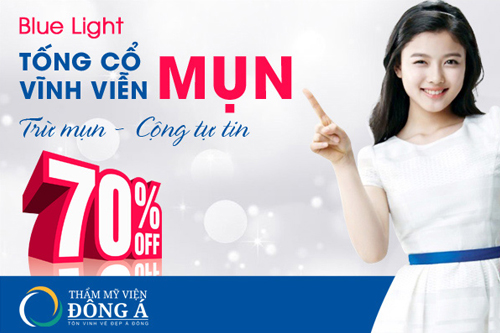 Blue Light
TỐNG CỔ
VĨNH VIỄN
MỤN
Trừ mụn - Cộng tự tin
70%
OFF
THẨM MỸ VIỆN
ĐÔNG Á
TÔN VINH VẺ ĐẸP Á ĐÔNG